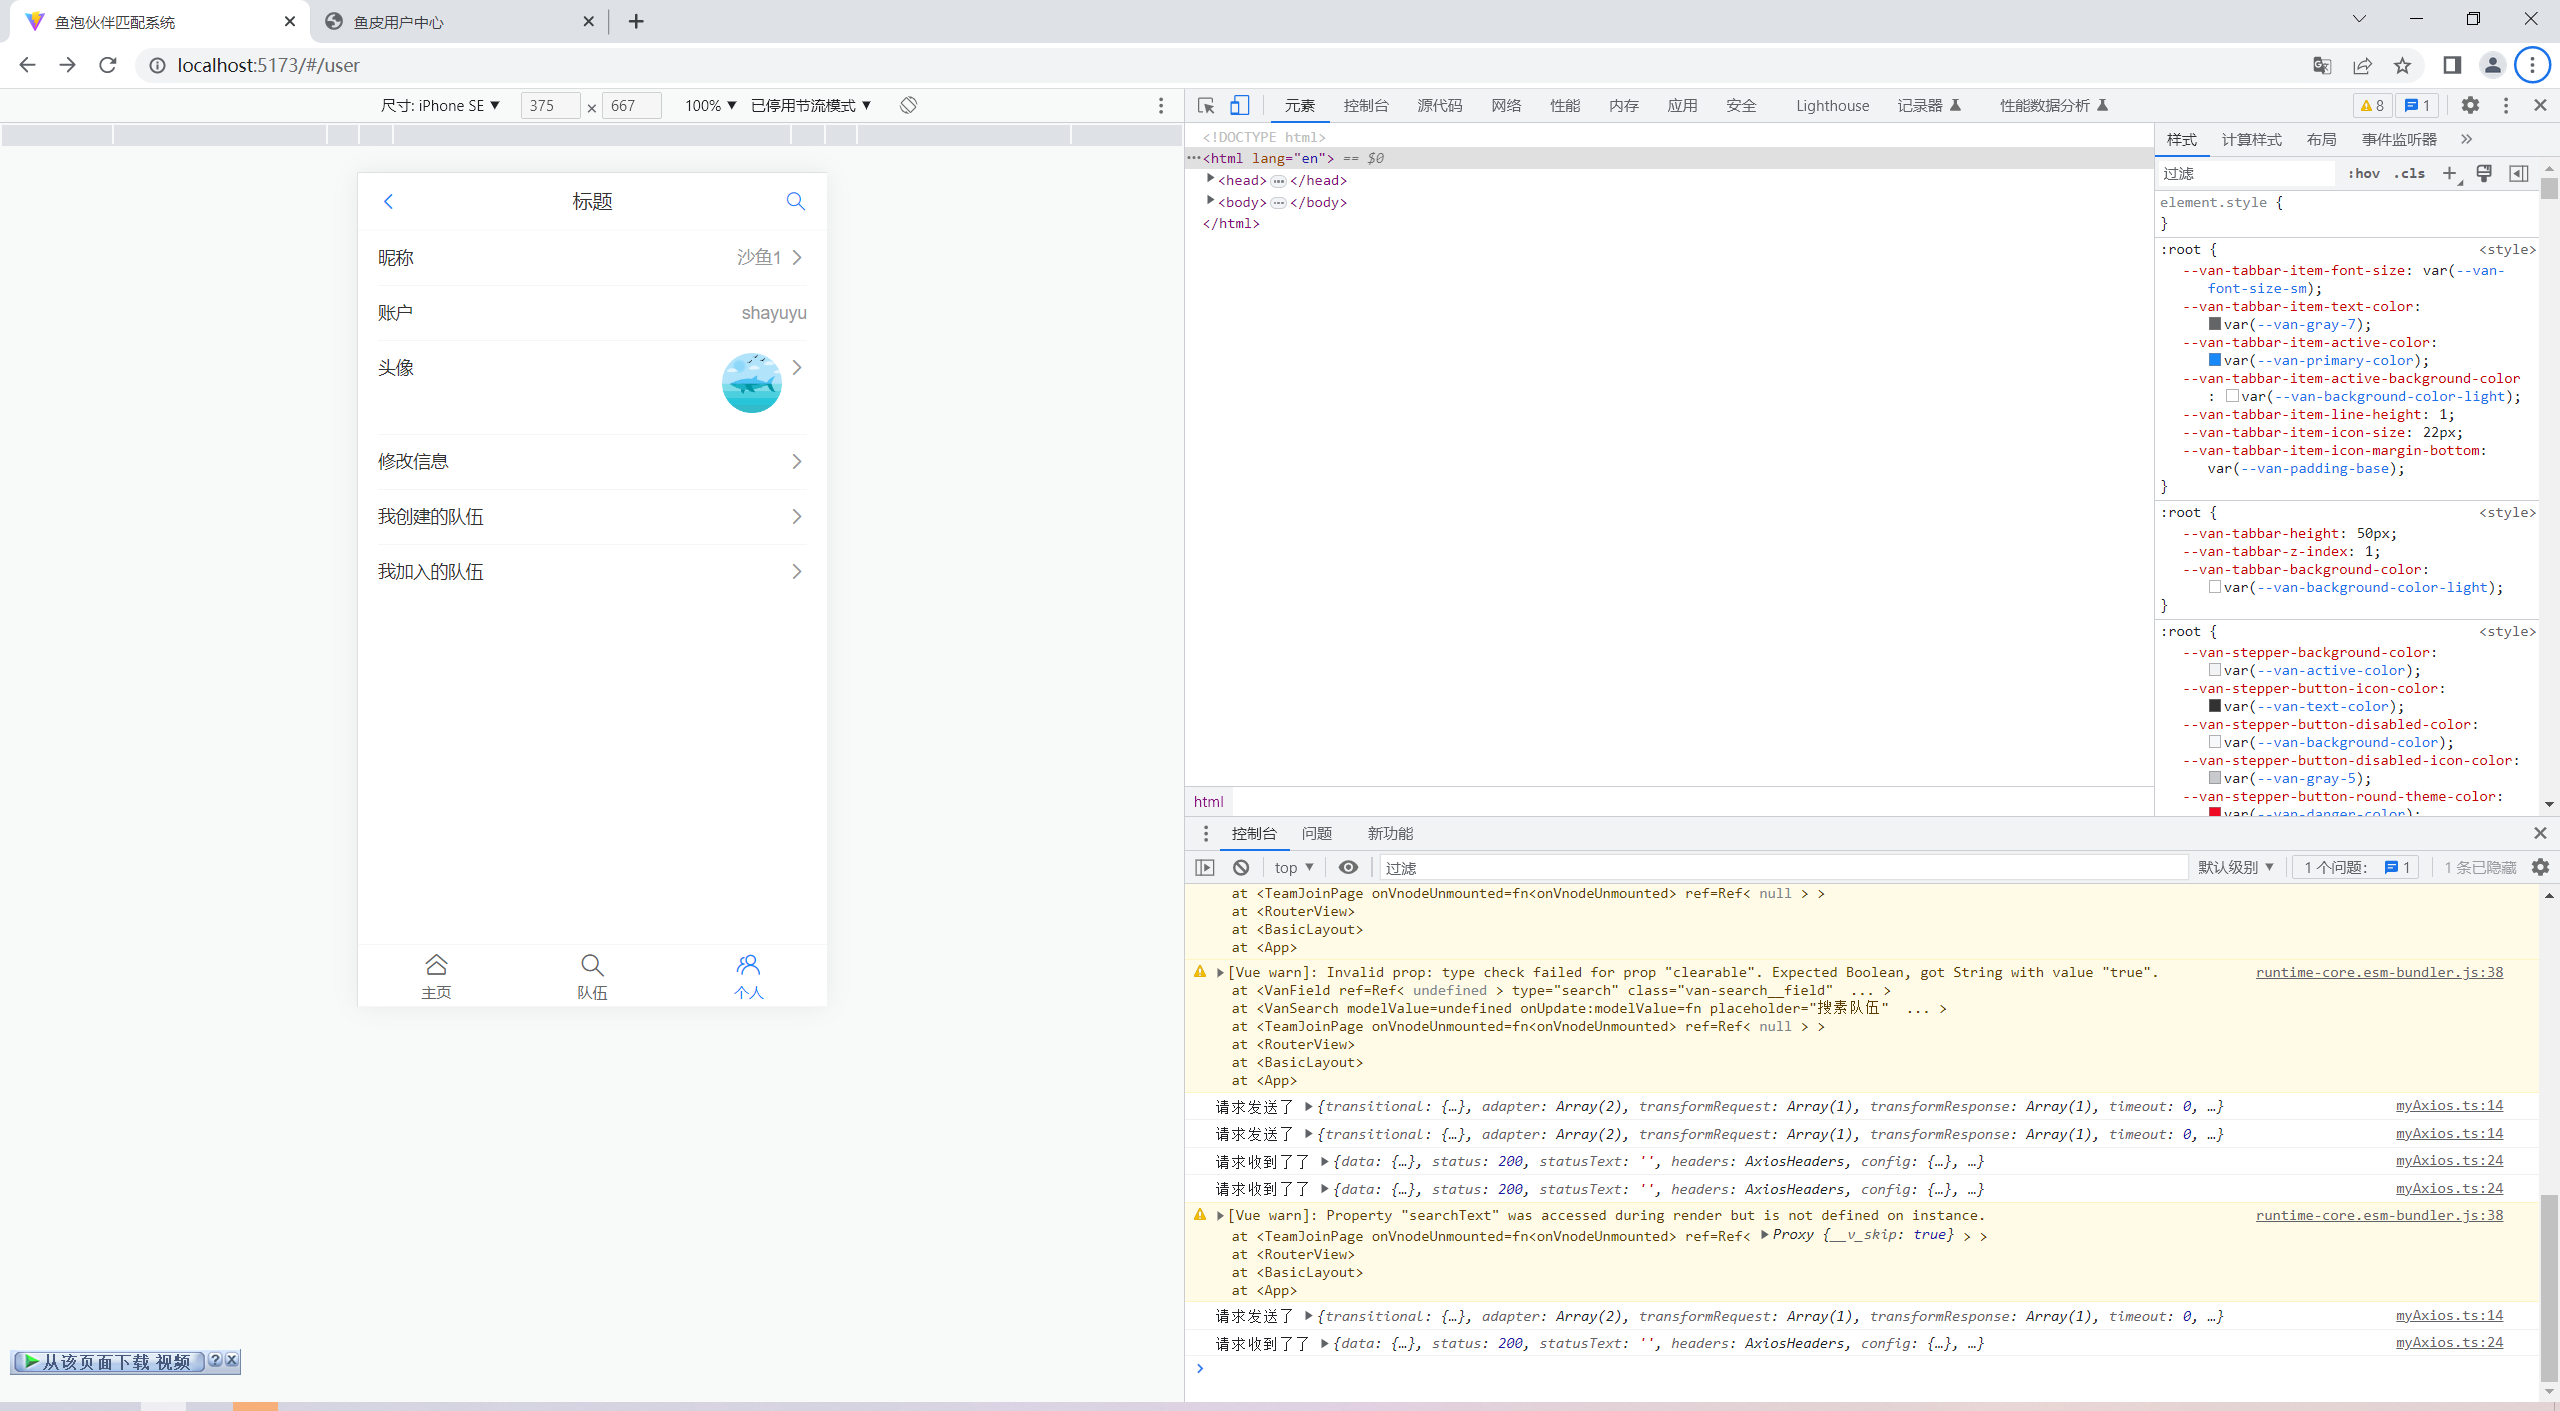 鱼泡伙伴匹配系统
鱼皮用户中心
localhost:5173/#/user
尺寸: iPhone SE ▼ 375 × 667 100% ▼ 已停用节流模式 ▼
标题
昵称 沙鱼1
账户 shayuyu
头像
修改信息
我创建的队伍
我加入的队伍
主页 队伍 个人
从该页面下载 视频 ? x
元素 控制台 源代码 网络 性能 内存 应用 安全 Lighthouse 记录器 性能数据分析 8 1
<!DOCTYPE html>
···<html lang="en"> == $0
<head> ··· </head>
<body> ··· </body>
</html>
html
样式 计算样式 布局 事件监听器 »
过滤 :hov .cls +
element.style {
}
:root { <style>
--van-tabbar-item-font-size: var(--van-
font-size-sm);
--van-tabbar-item-text-color:
var(--van-gray-7);
--van-tabbar-item-active-color:
var(--van-primary-color);
--van-tabbar-item-active-background-color
: var(--van-background-color-light);
--van-tabbar-item-line-height: 1;
--van-tabbar-item-icon-size: 22px;
--van-tabbar-item-icon-margin-bottom:
var(--van-padding-base);
}
:root { <style>
--van-tabbar-height: 50px;
--van-tabbar-z-index: 1;
--van-tabbar-background-color:
var(--van-background-color-light);
}
:root { <style>
--van-stepper-background-color:
var(--van-active-color);
--van-stepper-button-icon-color:
var(--van-text-color);
--van-stepper-button-disabled-color:
var(--van-background-color);
--van-stepper-button-disabled-icon-color:
var(--van-gray-5);
--van-stepper-button-round-theme-color:
var(--van-danger-color);
控制台 问题 新功能
top ▼ 过滤 默认级别 ▼ 1 个问题: 1 1 条已隐藏
at <TeamJoinPage onVnodeUnmounted=fn<onVnodeUnmounted> ref=Ref< null > >
at <RouterView>
at <BasicLayout>
at <App>
[Vue warn]: Invalid prop: type check failed for prop "clearable". Expected Boolean, got String with value "true". runtime-core.esm-bundler.js:38
at <VanField ref=Ref< undefined > type="search" class="van-search__field" ... >
at <VanSearch modelValue=undefined onUpdate:modelValue=fn placeholder="搜素队伍" ... >
at <TeamJoinPage onVnodeUnmounted=fn<onVnodeUnmounted> ref=Ref< null > >
at <RouterView>
at <BasicLayout>
at <App>
请求发送了 {transitional: {…}, adapter: Array(2), transformRequest: Array(1), transformResponse: Array(1), timeout: 0, …} myAxios.ts:14
请求发送了 {transitional: {…}, adapter: Array(2), transformRequest: Array(1), transformResponse: Array(1), timeout: 0, …} myAxios.ts:14
请求收到了了 {data: {…}, status: 200, statusText: '', headers: AxiosHeaders, config: {…}, …} myAxios.ts:24
请求收到了了 {data: {…}, status: 200, statusText: '', headers: AxiosHeaders, config: {…}, …} myAxios.ts:24
[Vue warn]: Property "searchText" was accessed during render but is not defined on instance. runtime-core.esm-bundler.js:38
at <TeamJoinPage onVnodeUnmounted=fn<onVnodeUnmounted> ref=Ref< Proxy {__v_skip: true} > >
at <RouterView>
at <BasicLayout>
at <App>
请求发送了 {transitional: {…}, adapter: Array(2), transformRequest: Array(1), transformResponse: Array(1), timeout: 0, …} myAxios.ts:14
请求收到了了 {data: {…}, status: 200, statusText: '', headers: AxiosHeaders, config: {…}, …} myAxios.ts:24